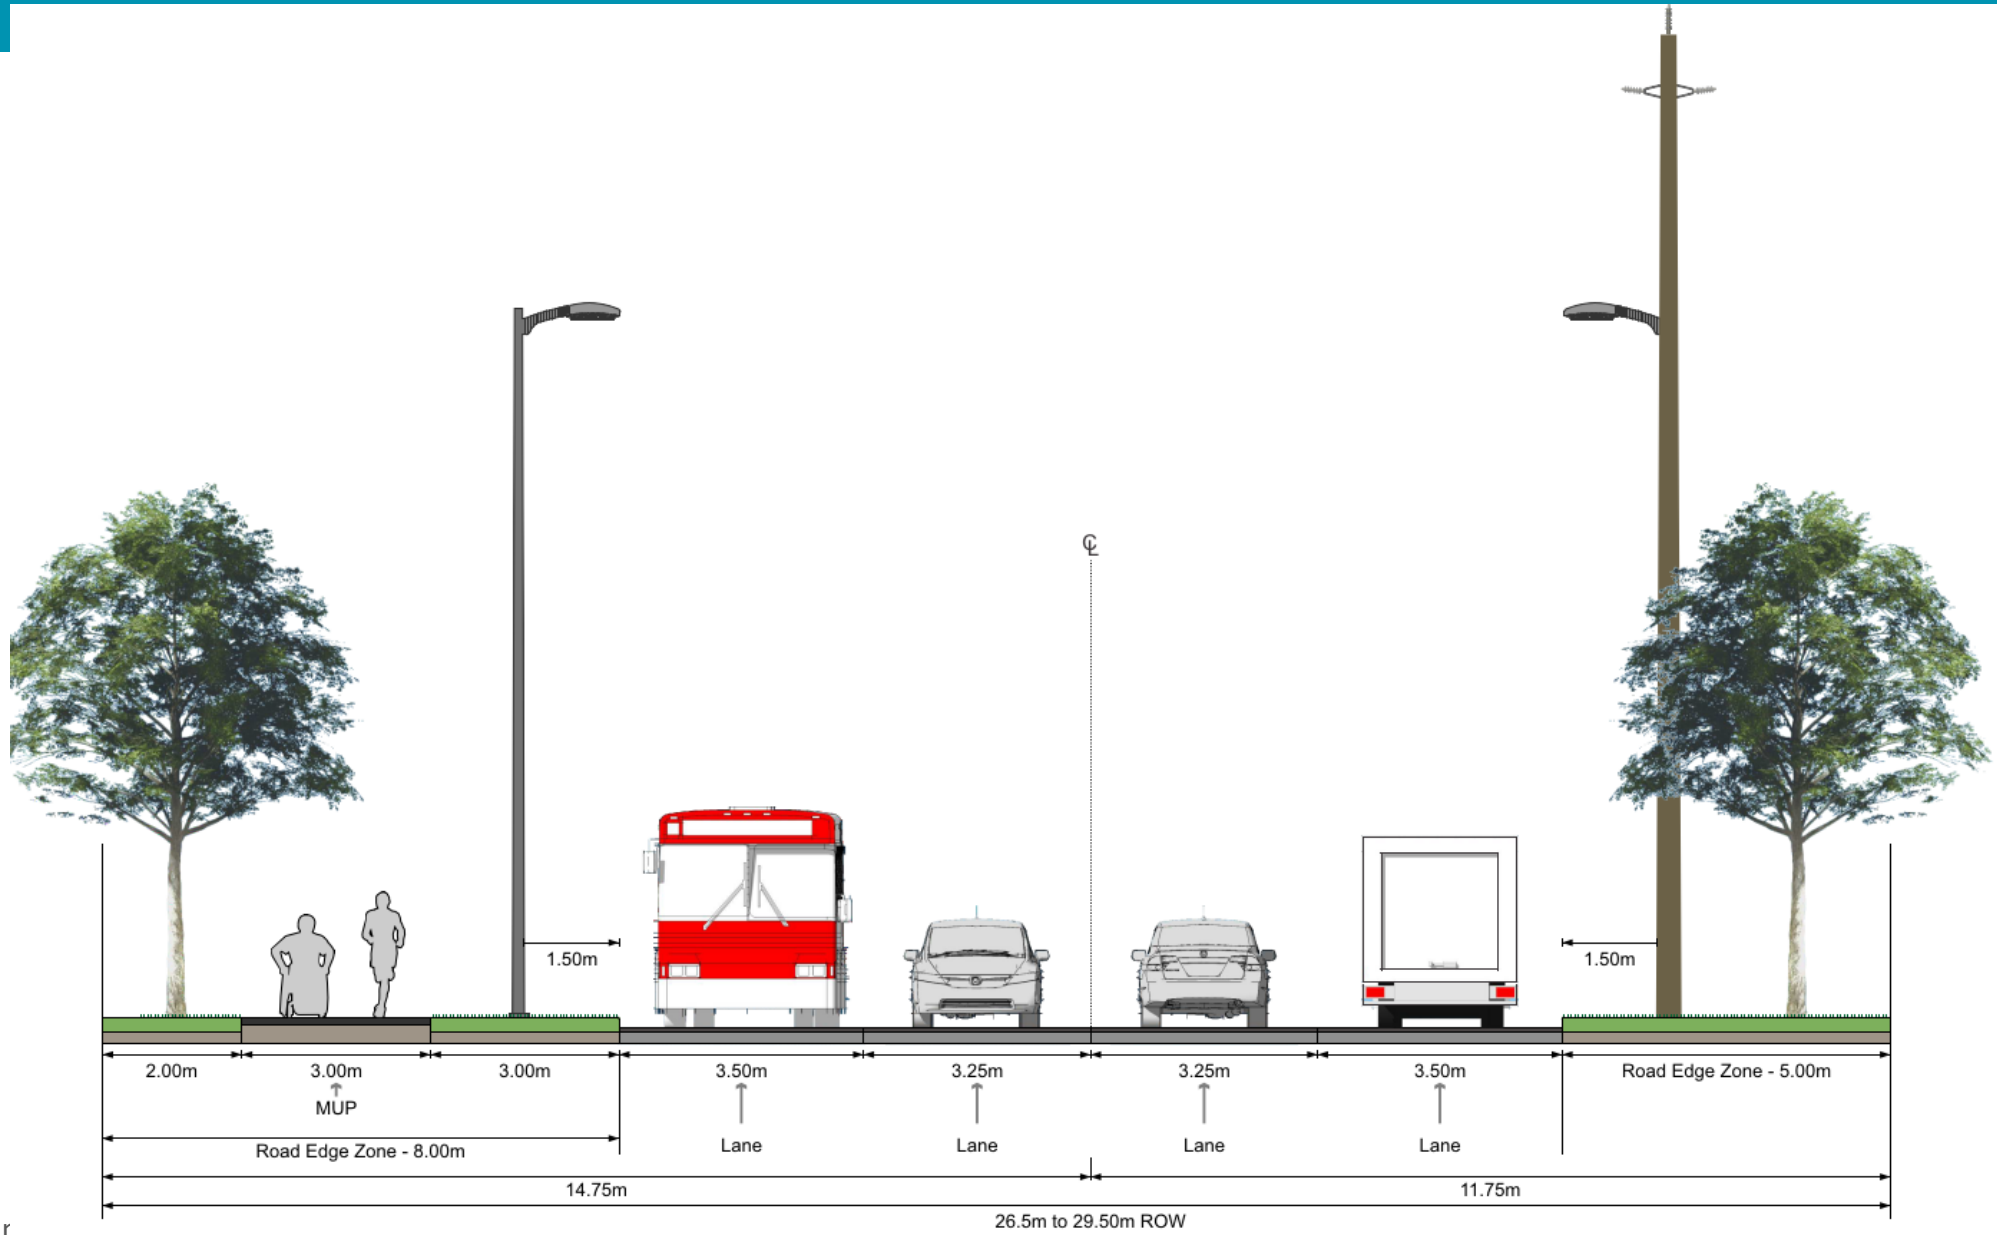 ℄
1.50m
1.50m
2.00m
3.00m
3.00m
3.50m
3.25m
3.25m
3.50m
Road Edge Zone - 5.00m
MUP
Lane
Lane
Lane
Lane
Road Edge Zone - 8.00m
14.75m
11.75m
26.5m to 29.50m ROW
r